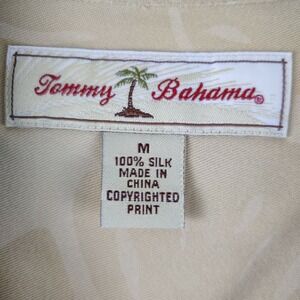 Tommy Bahama®
M
100% SILK
MADE IN
CHINA
COPYRIGHTED
PRINT